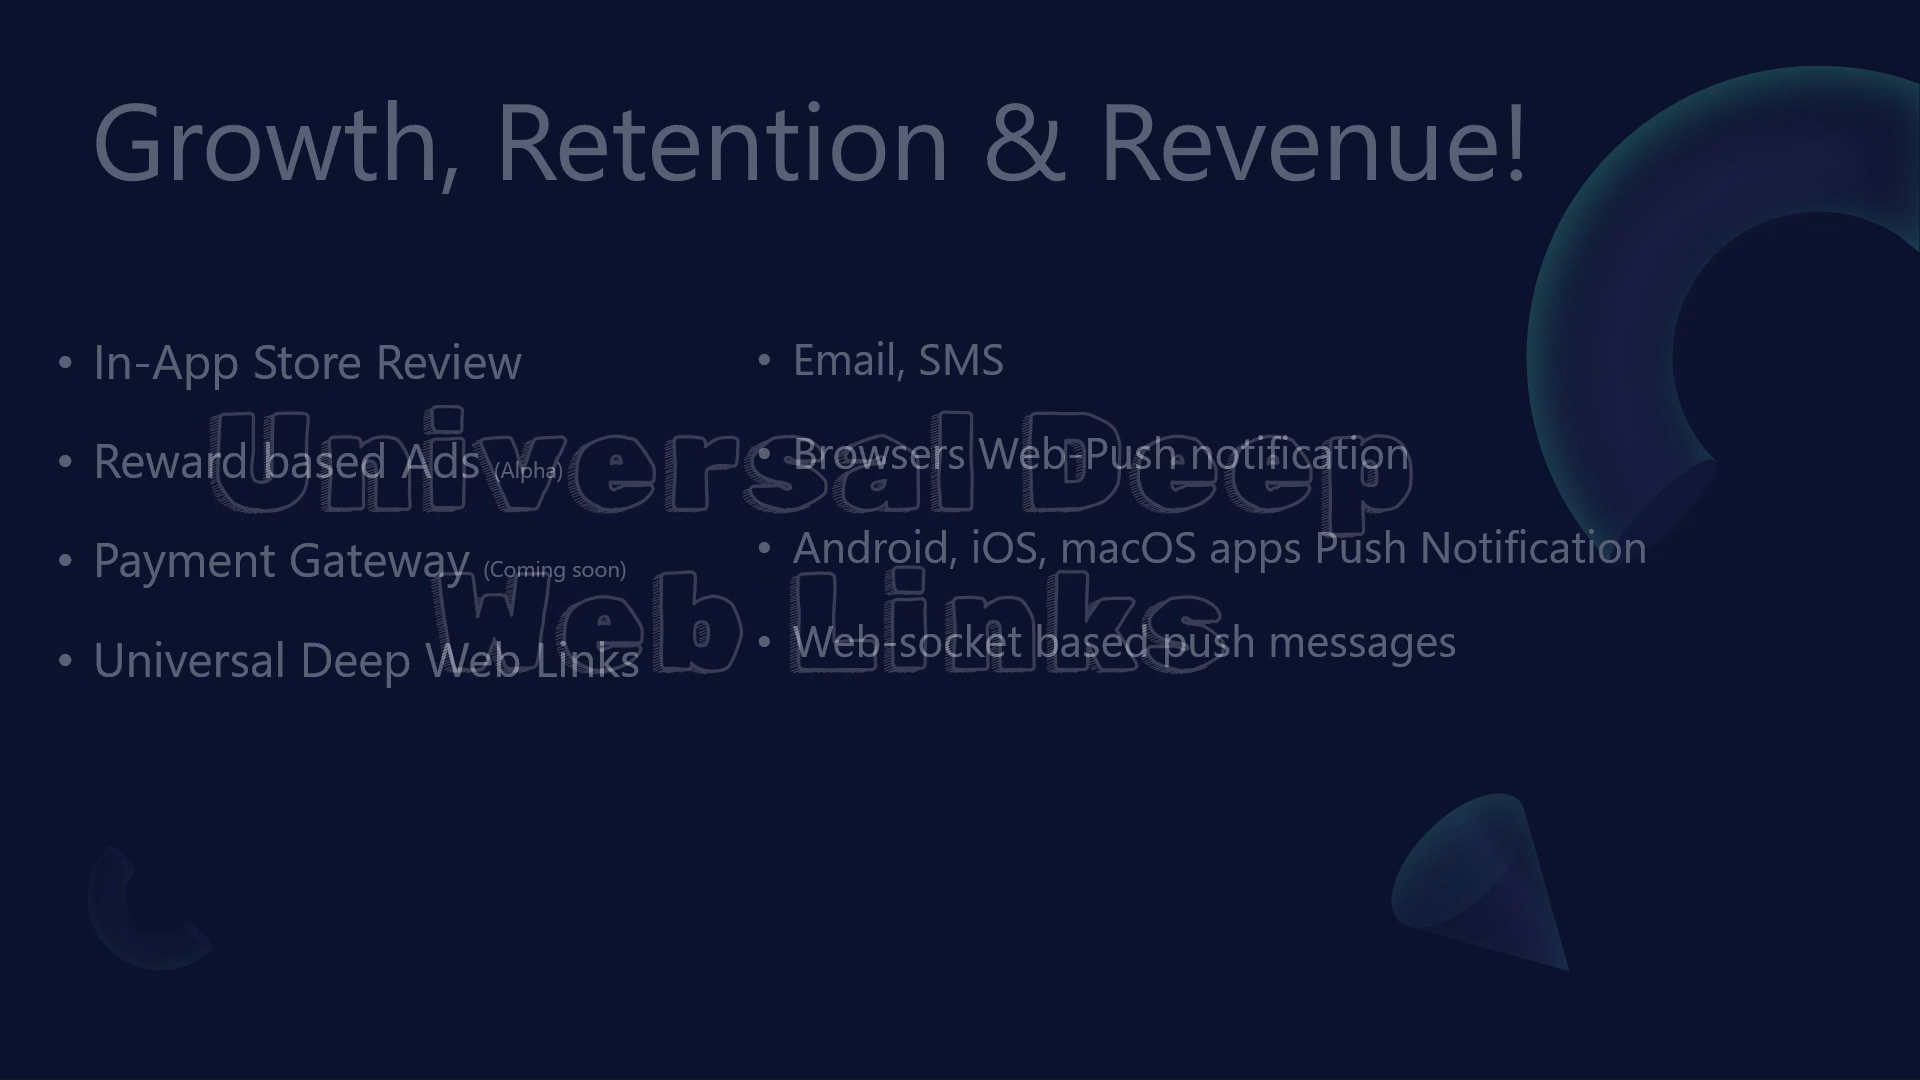 Growth, Retention & Revenue!
• In-App Store Review
• Reward based Ads (Alpha)
• Payment Gateway (Coming soon)
• Universal Deep Web Links
• Email, SMS
• Browsers Web-Push notification
• Android, iOS, macOS apps Push Notification
• Web-socket based push messages
Universal Deep
Web Links